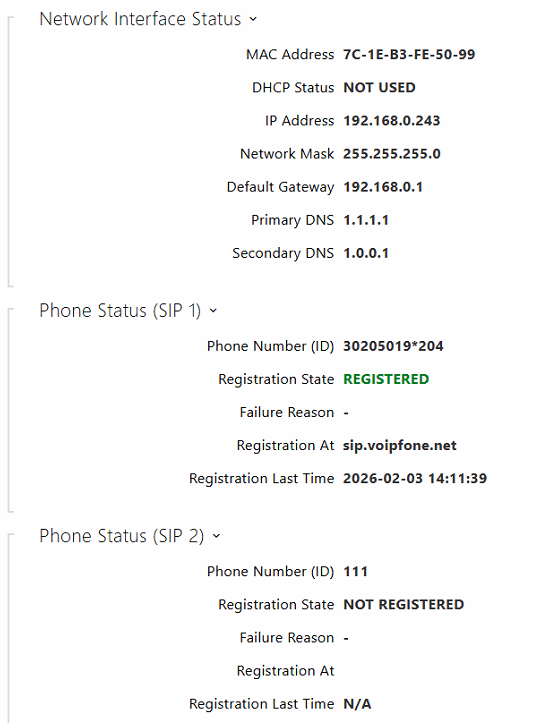 Network Interface Status
MAC Address 7C-1E-B3-FE-50-99
DHCP Status NOT USED
IP Address 192.168.0.243
Network Mask 255.255.255.0
Default Gateway 192.168.0.1
Primary DNS 1.1.1.1
Secondary DNS 1.0.0.1
Phone Status (SIP 1)
Phone Number (ID) 30205019*204
Registration State REGISTERED
Failure Reason -
Registration At sip.voipfone.net
Registration Last Time 2026-02-03 14:11:39
Phone Status (SIP 2)
Phone Number (ID) 111
Registration State NOT REGISTERED
Failure Reason -
Registration At
Registration Last Time N/A